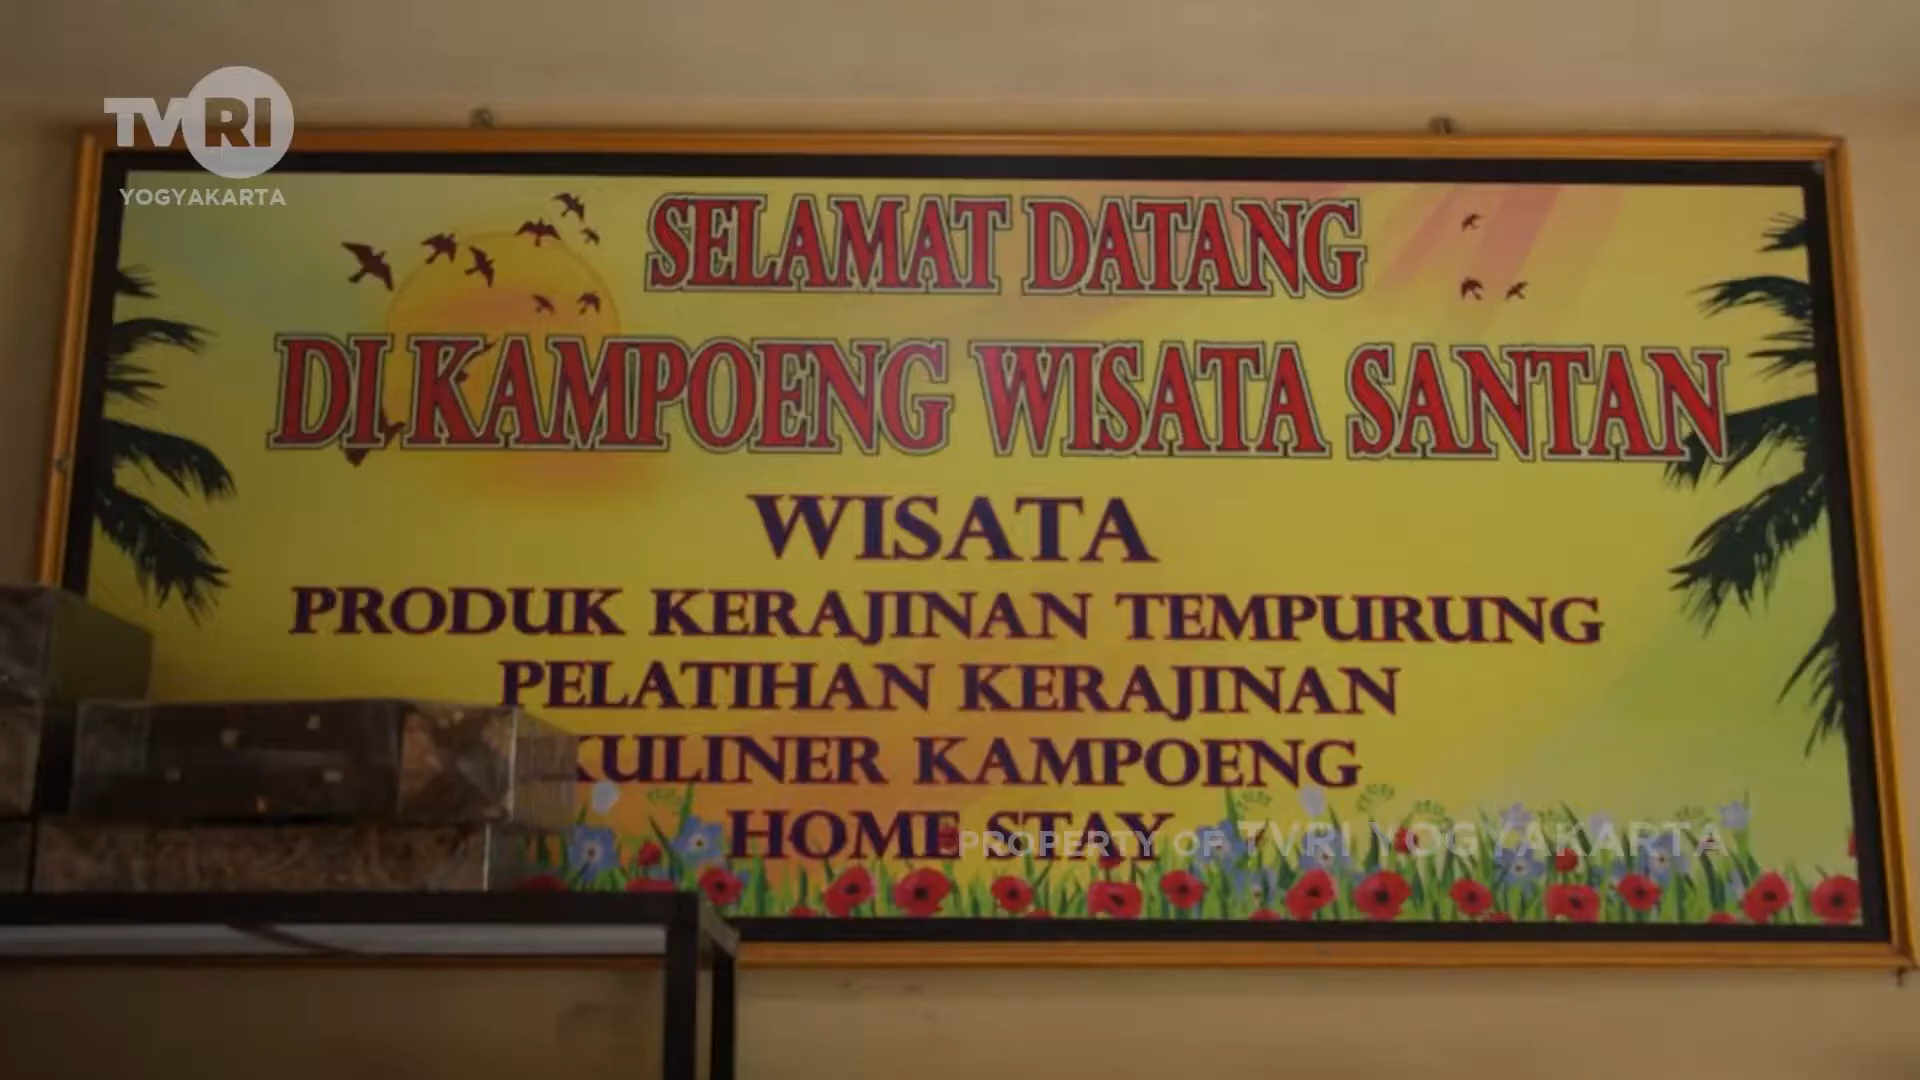 TVRI
YOGYAKARTA
SELAMAT DATANG
DI KAMPOENG WISATA SANTAN
WISATA
PRODUK KERAJINAN TEMPURUNG
PELATIHAN KERAJINAN
KULINER KAMPOENG
HOME STAY
PROPERTY OF TVRI YOGYAKARTA